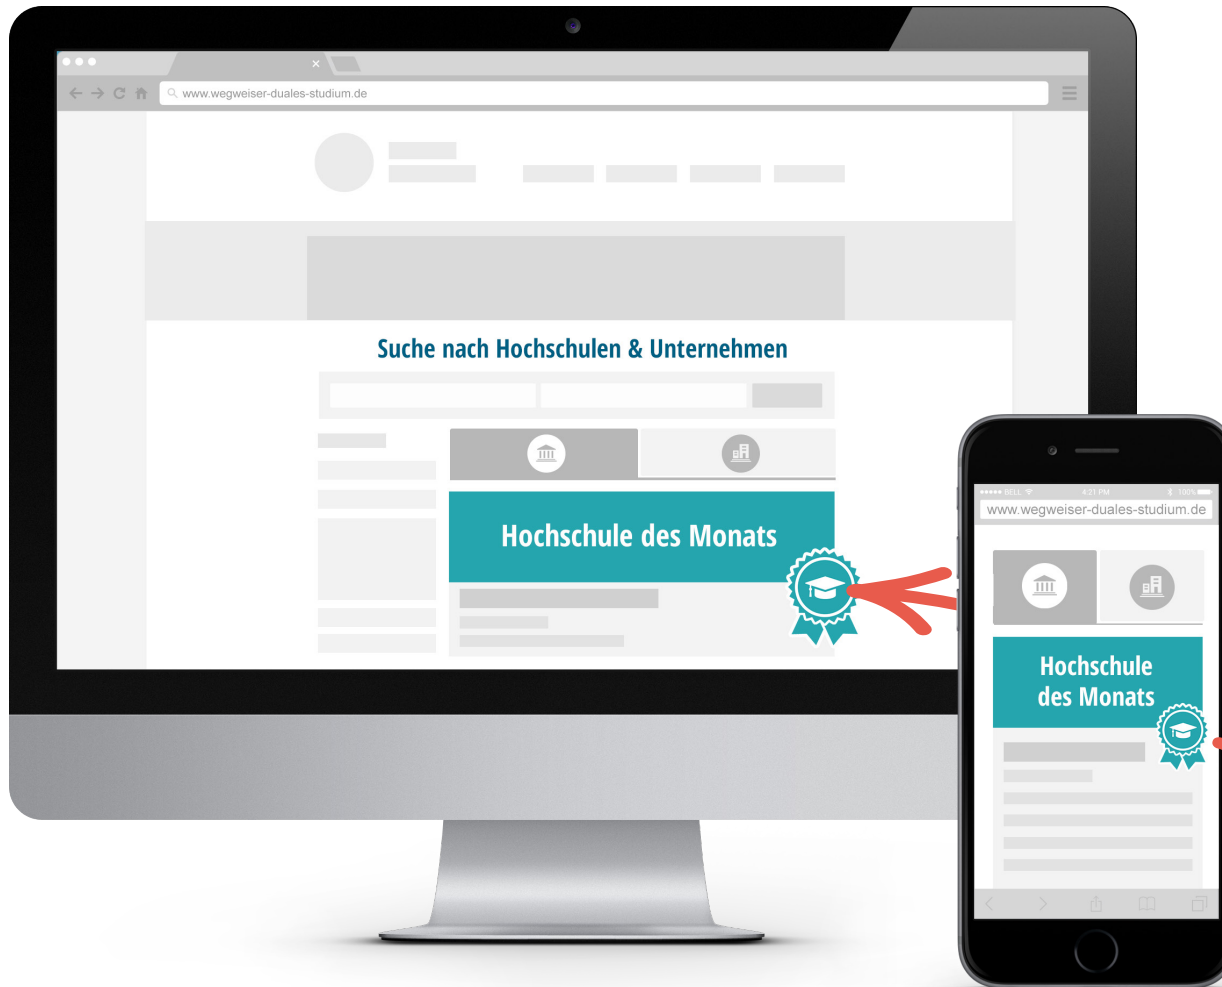 www.wegweiser-duales-studium.de
Suche nach Hochschulen & Unternehmen
Hochschule des Monats
BELL
4:21 PM
100%
www.wegweiser-duales-studium.de
Hochschule
des Monats